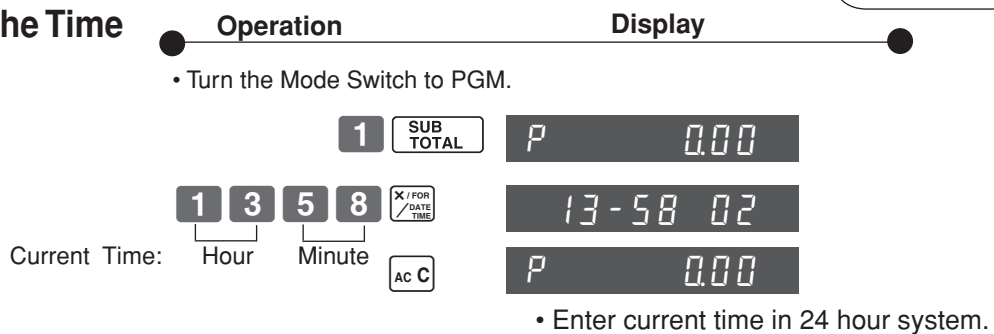 he Time
Operation Display
• Turn the Mode Switch to PGM.
1 SUB TOTAL P 0.00
1 3 5 8 X / FOR / DATE TIME 13-58 02
Current Time: Hour Minute
AC C P 0.00
• Enter current time in 24 hour system.